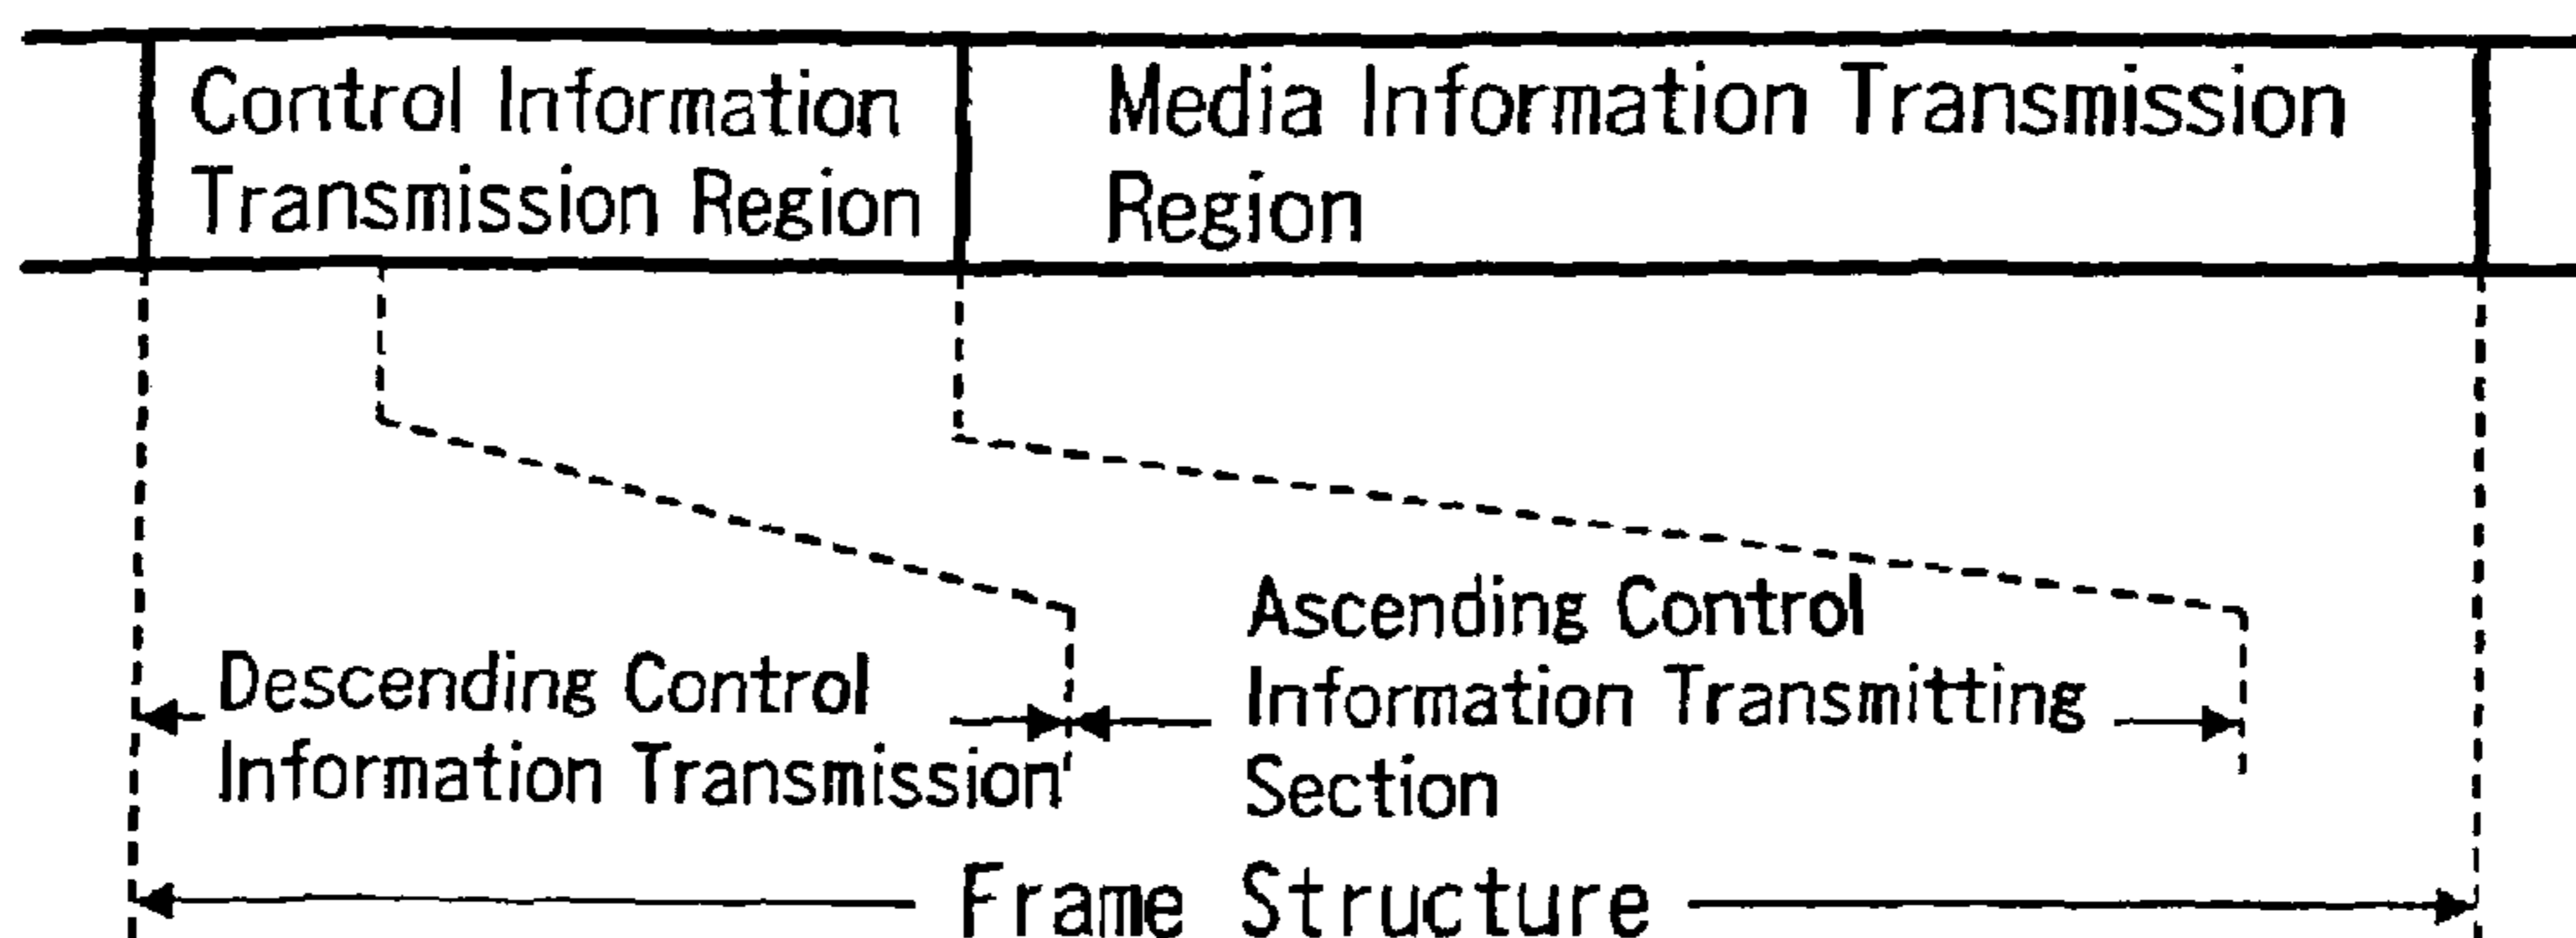 Control Information
Transmission Region
Media Information Transmission
Region
Descending Control
Information Transmission
Ascending Control
Information Transmitting
Section
Frame Structure